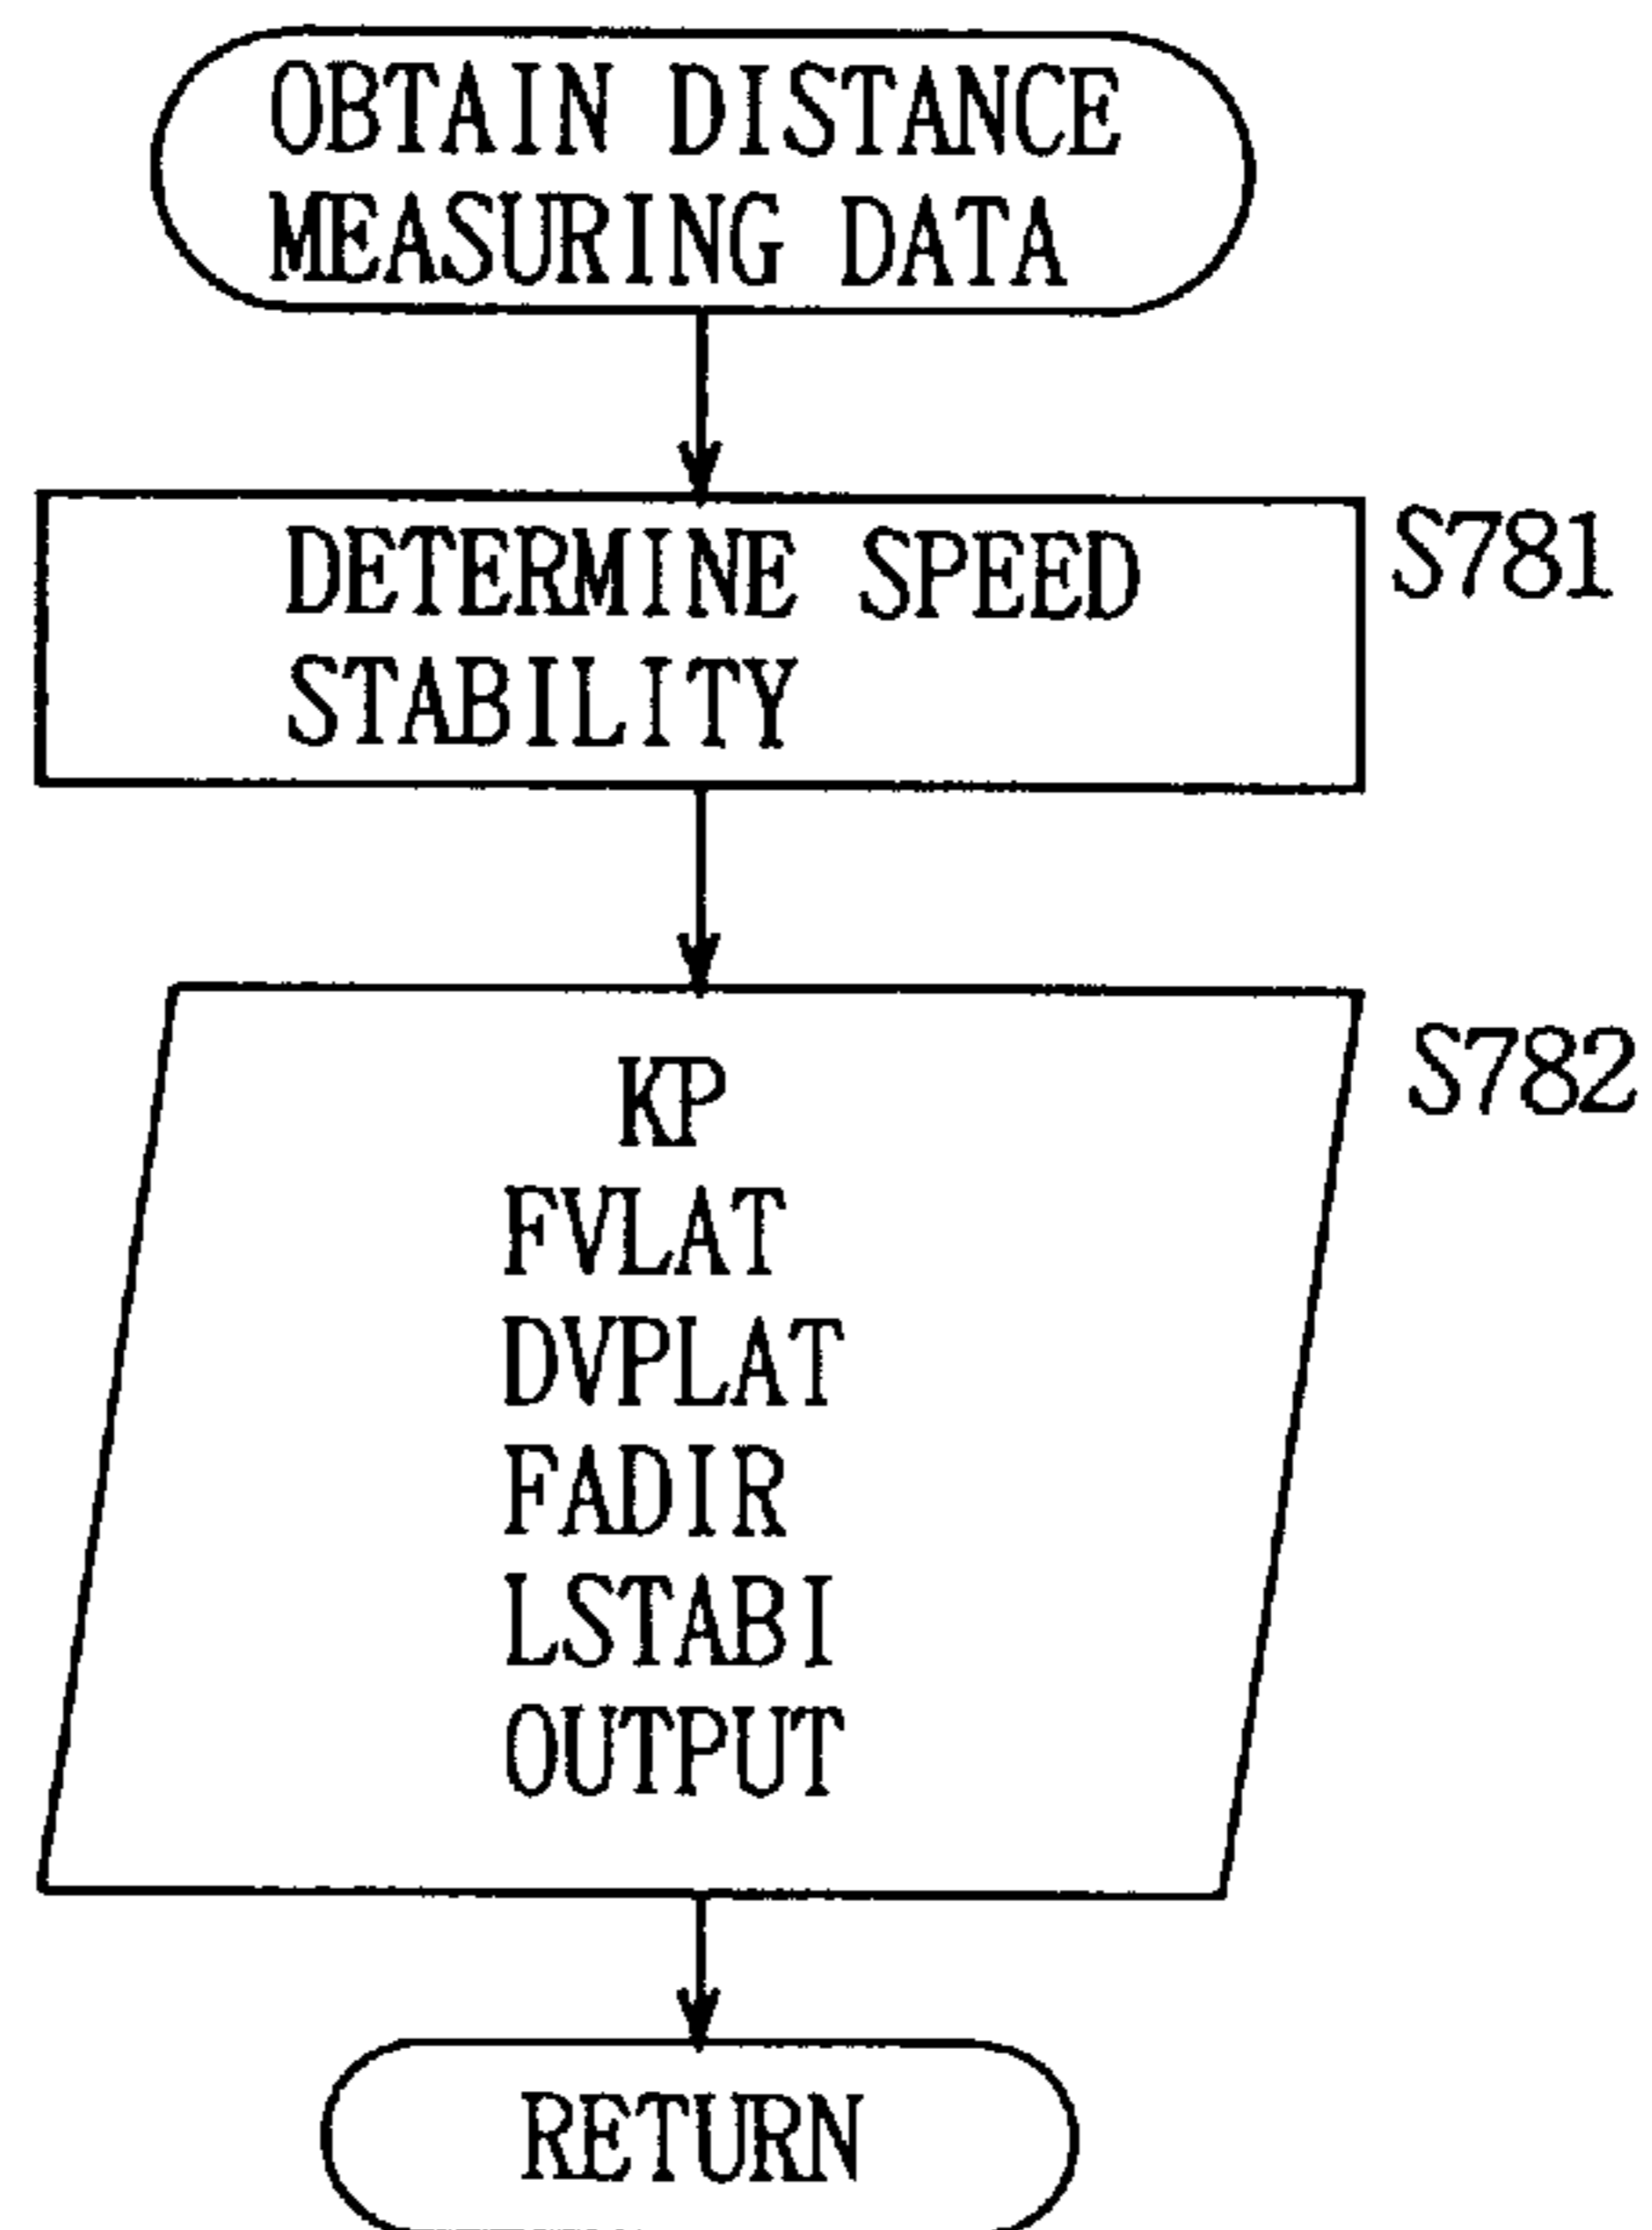 OBTAIN DISTANCE
MEASURING DATA
DETERMINE SPEED
STABILITY
S781
KP
FVLAT
DVPLAT
FADIR
LSTABI
OUTPUT
S782
RETURN